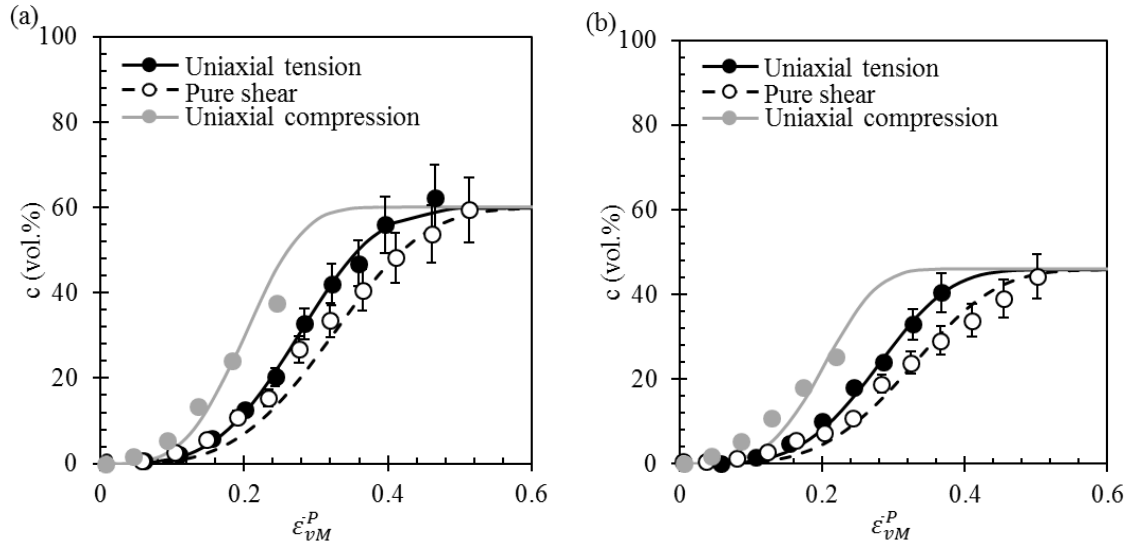 (a)
100
80
60
40
20
0
c (vol.%)
Uniaxial tension
Pure shear
Uniaxial compression
0 0.2 0.4 0.6
ε̄ᴾ_vM
(b)
100
80
60
40
20
0
c (vol.%)
Uniaxial tension
Pure shear
Uniaxial compression
0 0.2 0.4 0.6
ε̄ᴾ_vM